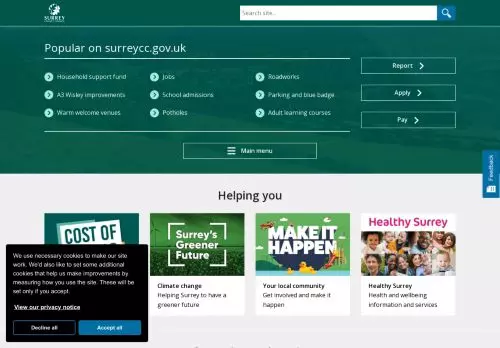 SURREY
Search site...
Popular on surreycc.gov.uk
Household support fund
Jobs
Roadworks
A3 Wisley improvements
School admissions
Parking and blue badge
Warm welcome venues
Potholes
Adult learning courses
Report
Apply
Pay
Main menu
Feedback
Helping you
COST OF
Surrey's
Greener
Future
MAKE IT
HAPPEN
Healthy Surrey
Climate change
Helping Surrey to have a
greener future
Your local community
Get involved and make it
happen
Healthy Surrey
Health and wellbeing
information and services
We use necessary cookies to make our site
work. We'd also like to set some additional
cookies that help us make improvements by
measuring how you use the site. These will
be set only if you accept.
View our privacy notice
Decline all
Accept all